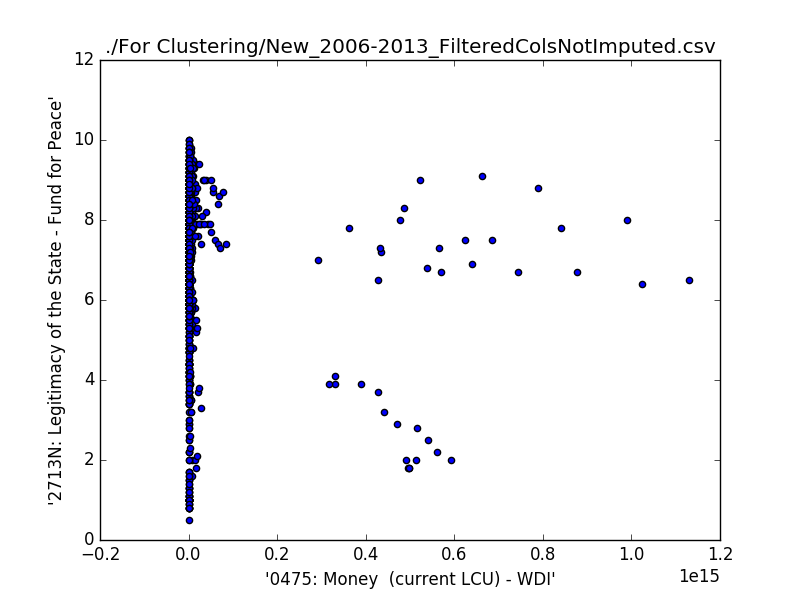 ./For Clustering/New_2006-2013_FilteredColsNotImputed.csv
12
10
8
6
4
2
0
'2713N: Legitimacy of the State - Fund for Peace'
−0.2 0.0 0.2 0.4 0.6 0.8 1.0 1.2
1e15
'0475: Money  (current LCU) - WDI'